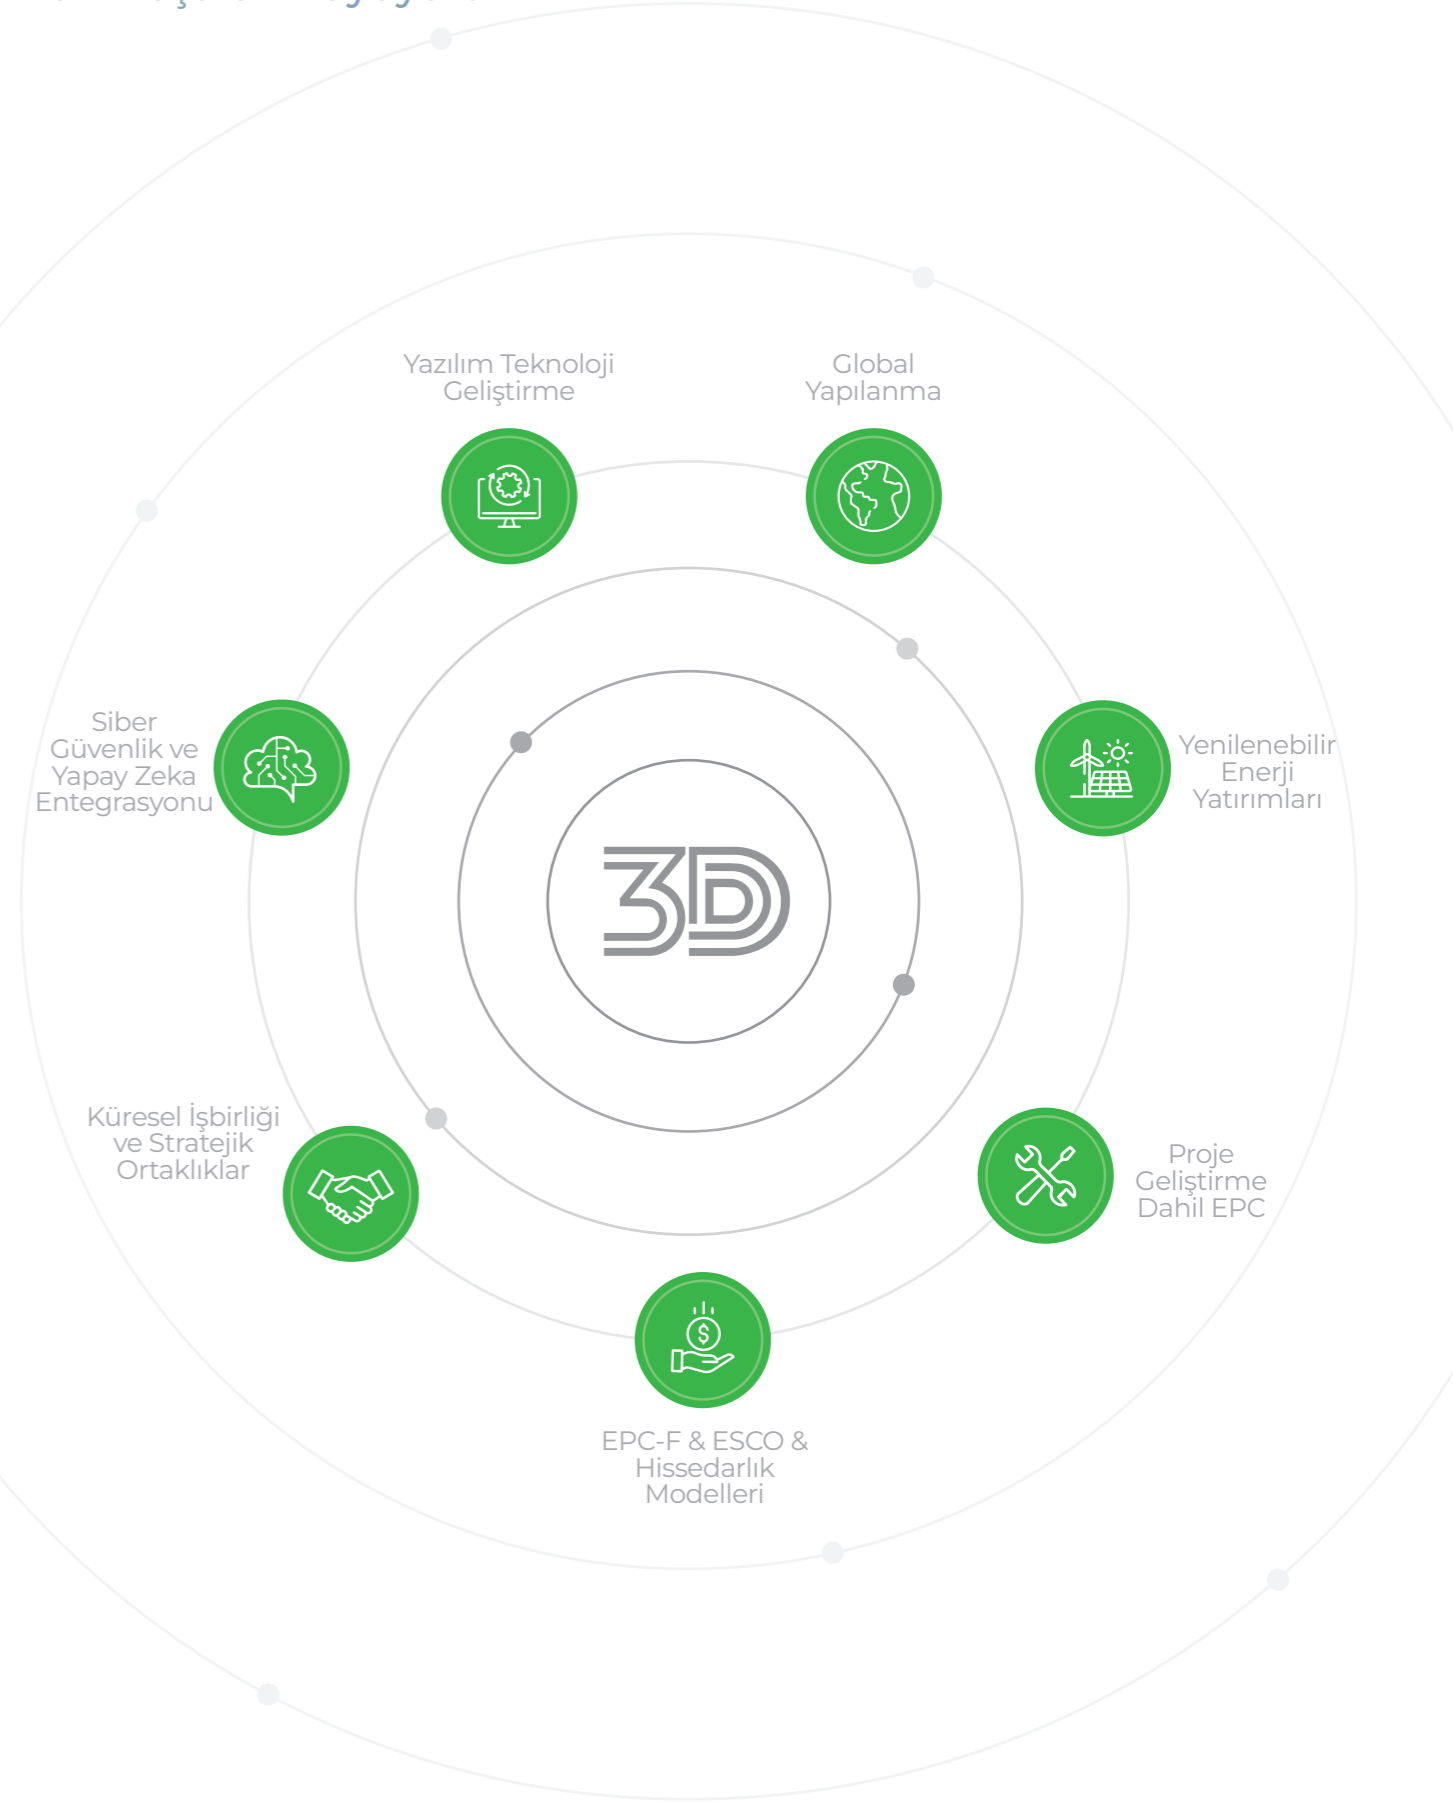 Yazılım Teknoloji
Geliştirme
Global
Yapılanma
Siber
Güvenlik ve
Yapay Zeka
Entegrasyonu
Yenilenebilir
Enerji
Yatırımları
3D
Küresel İşbirliği
ve Stratejik
Ortaklıklar
Proje
Geliştirme
Dahil EPC
$
EPC-F & ESCO &
Hissedarlık
Modelleri